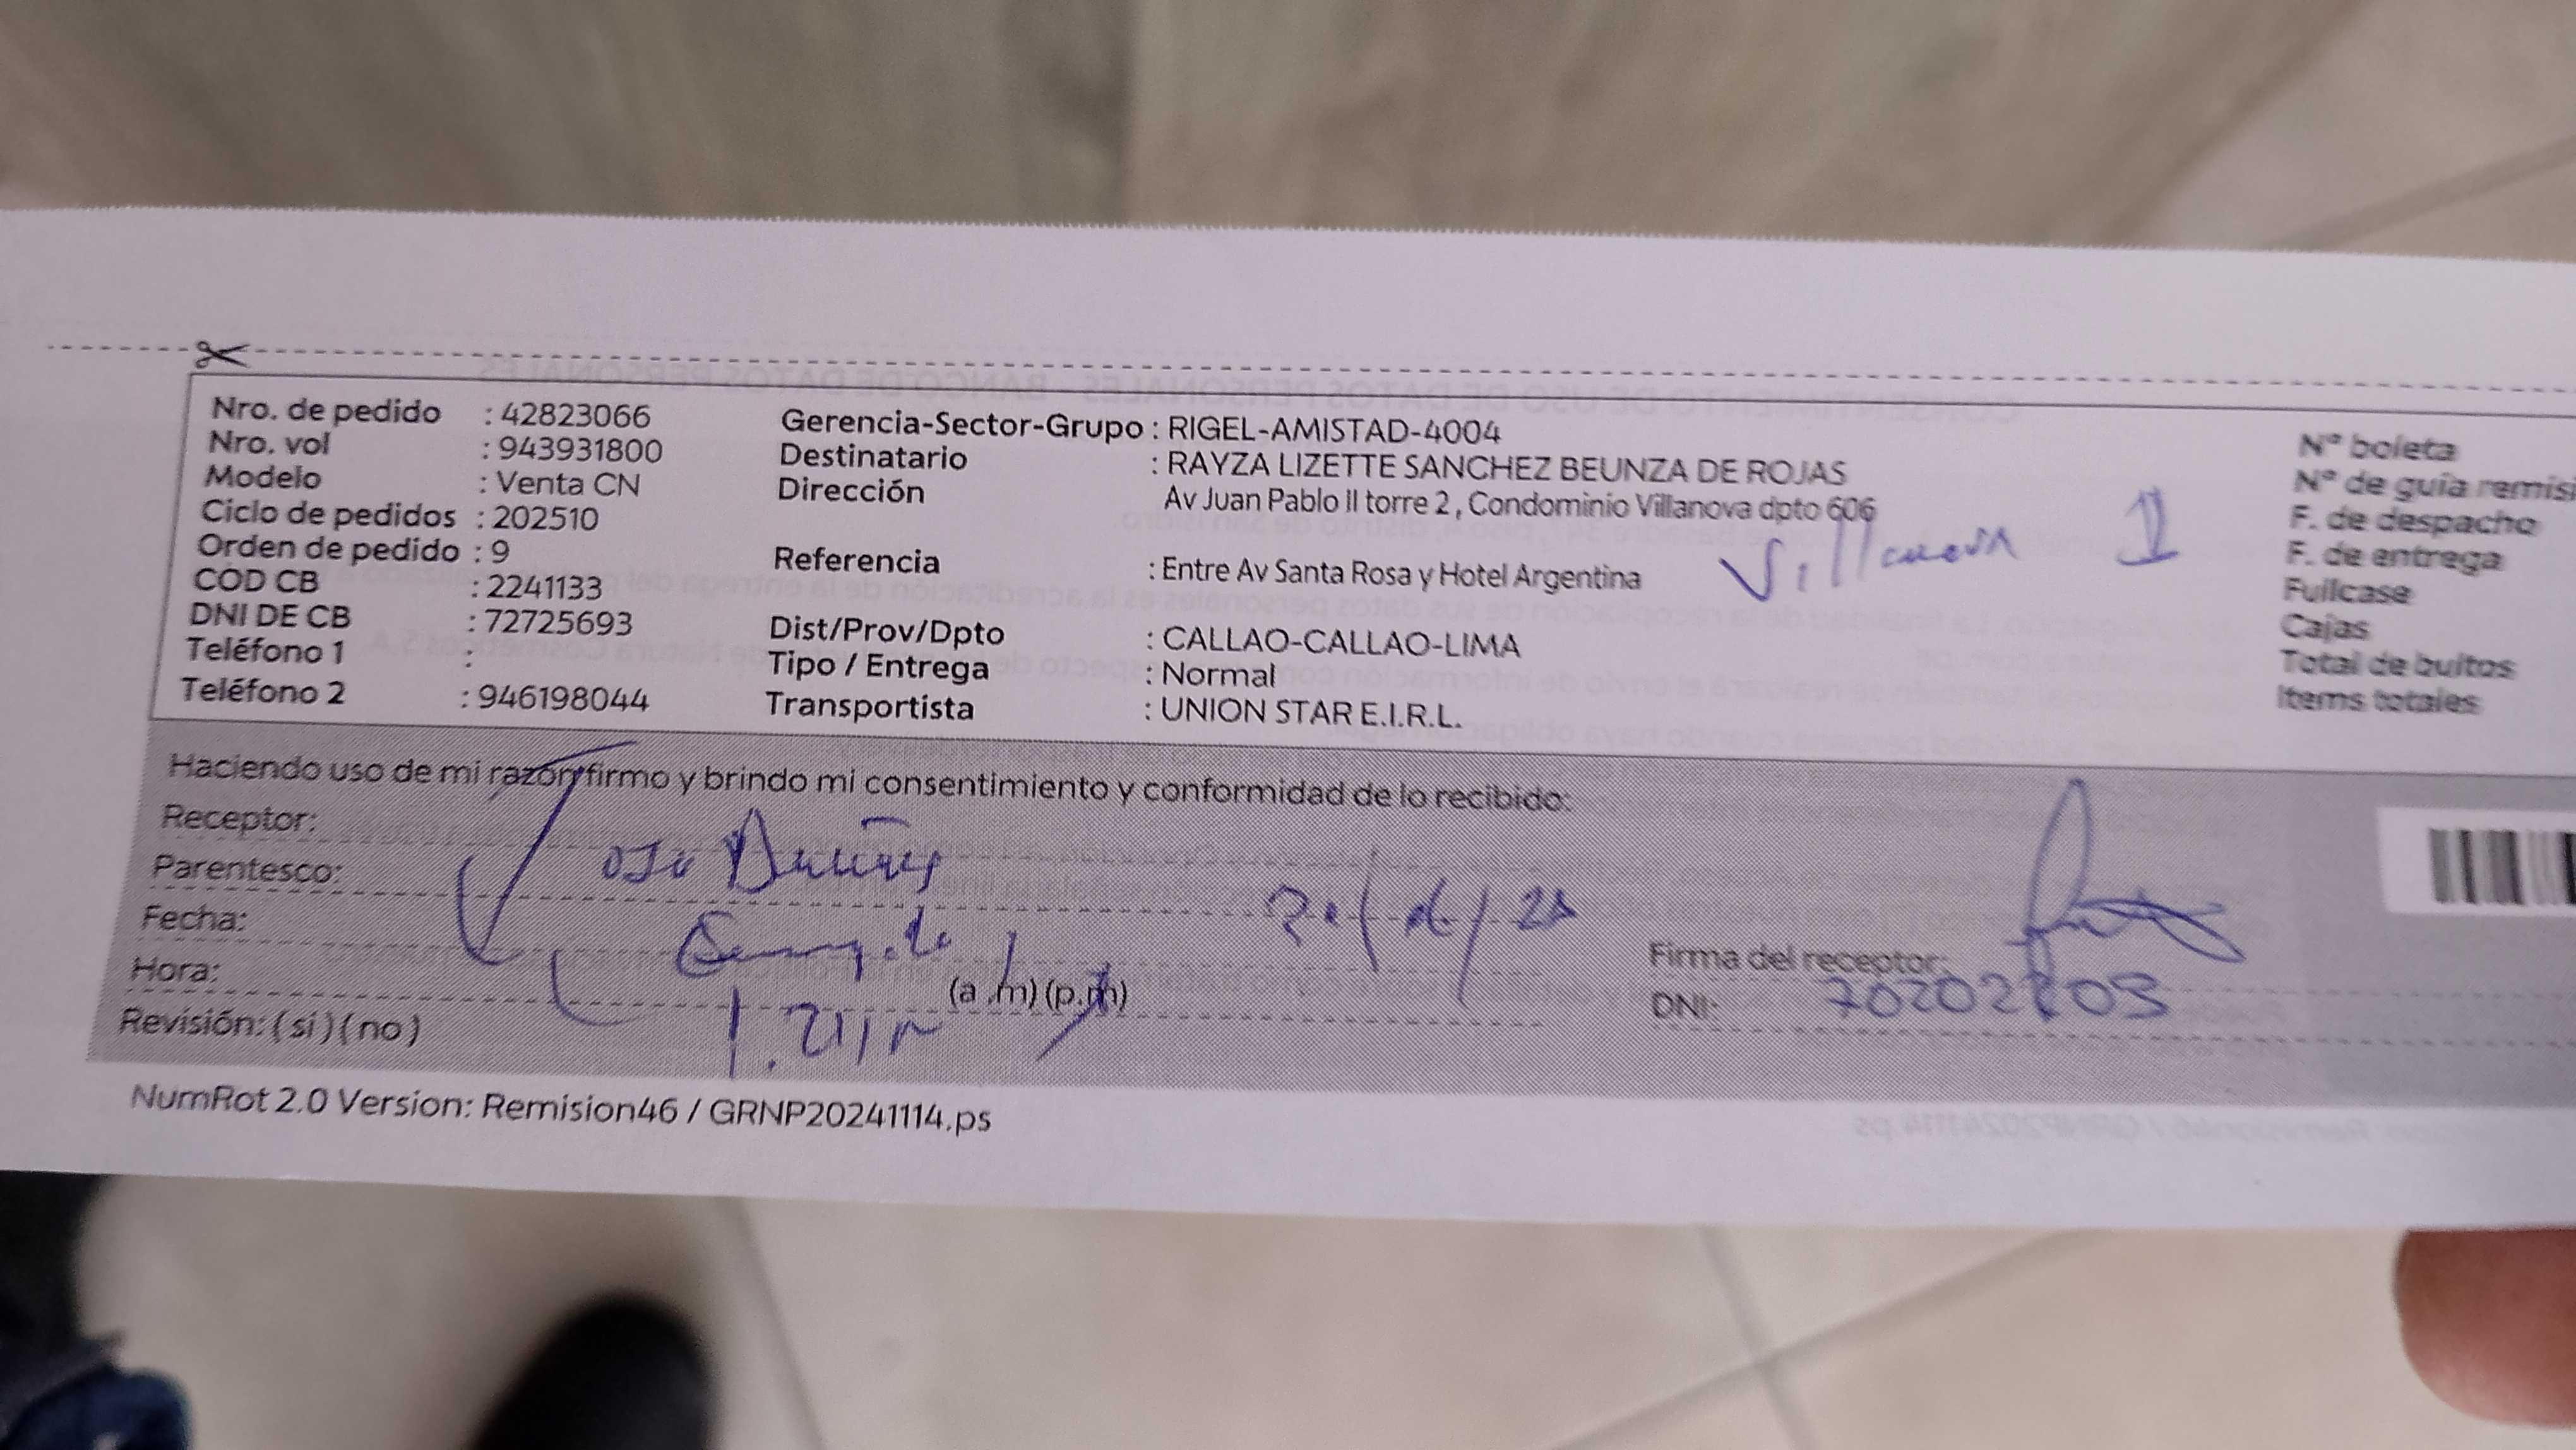 Nro. de pedido : 42823066
Nro. vol : 943931800
Modelo : Venta CN
Ciclo de pedidos : 202510
Orden de pedido : 9
COD CB : 2241133
DNI DE CB : 72725693
Teléfono 1 :
Teléfono 2 : 946198044
Gerencia-Sector-Grupo : RIGEL-AMISTAD-4004
Destinatario : RAYZA LIZETTE SANCHEZ BEUNZA DE ROJAS
Dirección Av Juan Pablo II torre 2 , Condominio Villanova dpto 606
Referencia : Entre Av Santa Rosa y Hotel Argentina
Dist/Prov/Dpto : CALLAO-CALLAO-LIMA
Tipo / Entrega : Normal
Transportista : UNION STAR E.I.R.L.
N° boleta
N° de guía remisi
F. de despacho
F. de entrega
Fullcase
Cajas
Total de bultos
Items totales
Haciendo uso de mi razón firmo y brindo mi consentimiento y conformidad de lo recibido:
Receptor:
Parentesco:
Fecha:
Hora: (a .m) (p.m)
Revisión: ( si ) ( no )
Firma del receptor:
DNI:
NumRot 2.0 Version: Remision46 / GRNP20241114.ps